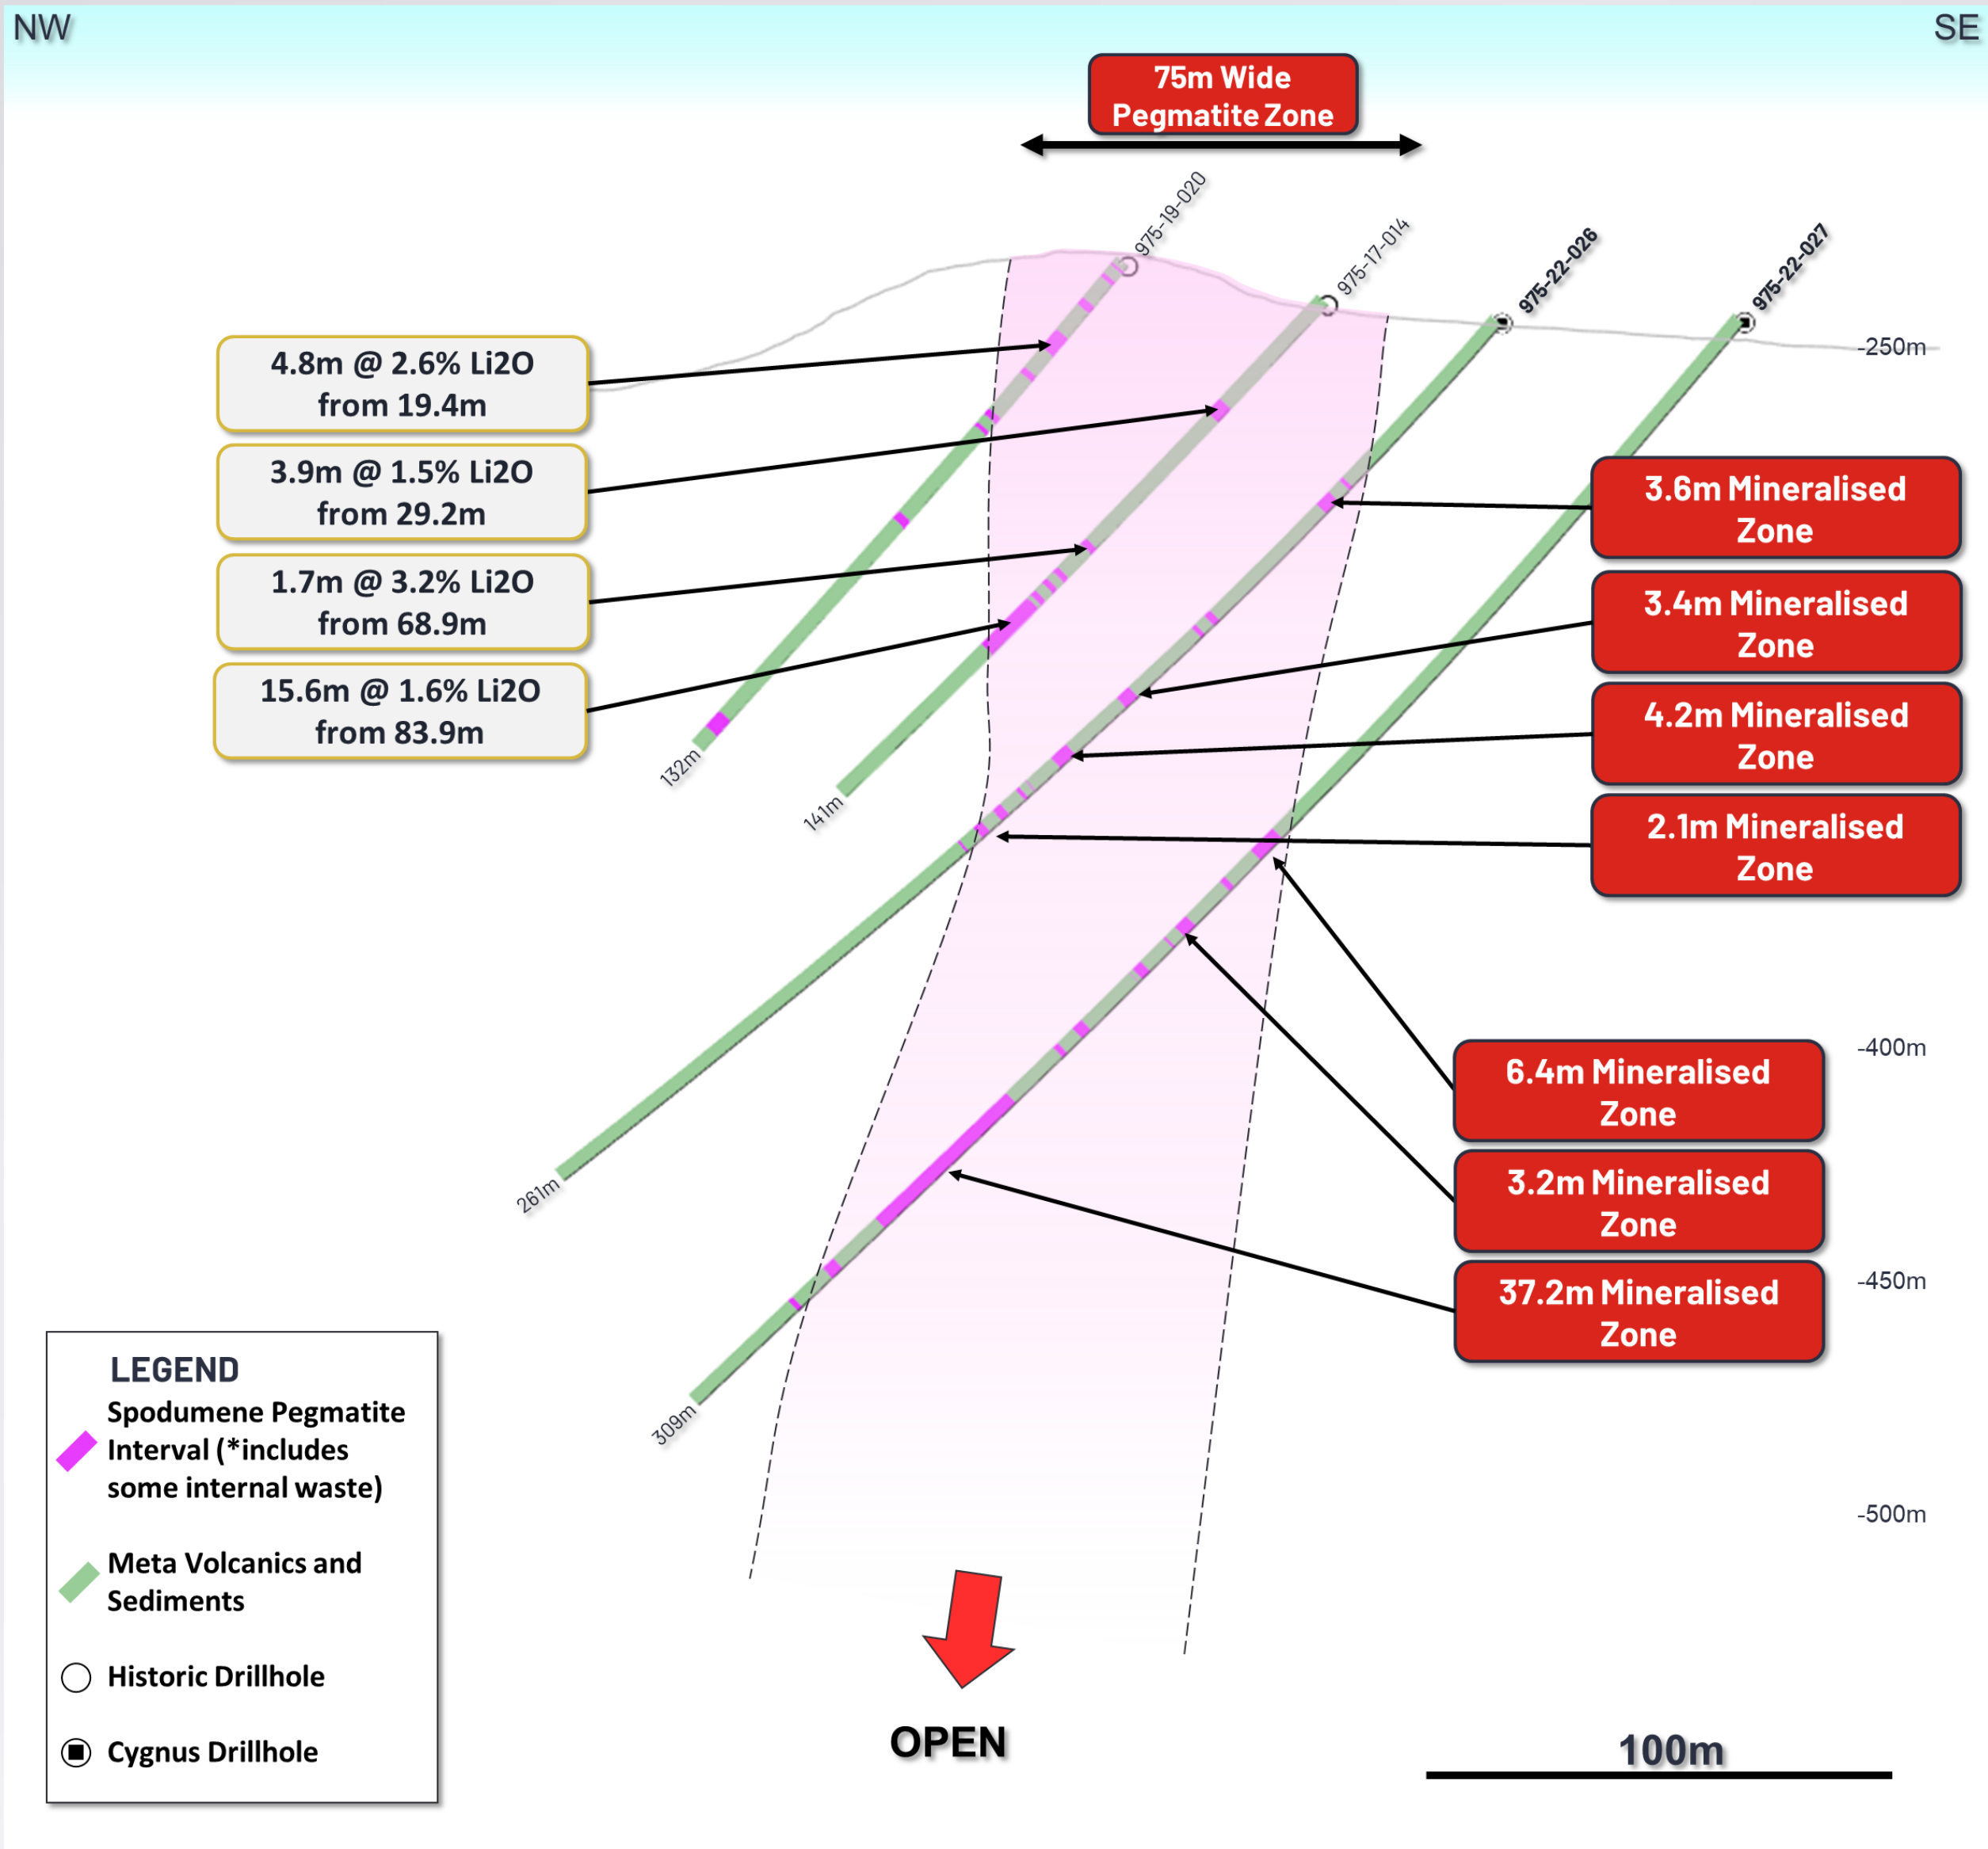 NW
SE
75m Wide
Pegmatite Zone
975-19-020
975-17-014
975-22-026
975-22-027
-250m
4.8m @ 2.6% Li2O
from 19.4m
3.9m @ 1.5% Li2O
from 29.2m
1.7m @ 3.2% Li2O
from 68.9m
15.6m @ 1.6% Li2O
from 83.9m
3.6m Mineralised
Zone
3.4m Mineralised
Zone
4.2m Mineralised
Zone
2.1m Mineralised
Zone
132m
141m
261m
309m
-400m
6.4m Mineralised
Zone
3.2m Mineralised
Zone
37.2m Mineralised
Zone
-450m
-500m
LEGEND
Spodumene Pegmatite
Interval (*includes
some internal waste)
Meta Volcanics and
Sediments
Historic Drillhole
Cygnus Drillhole
OPEN
100m